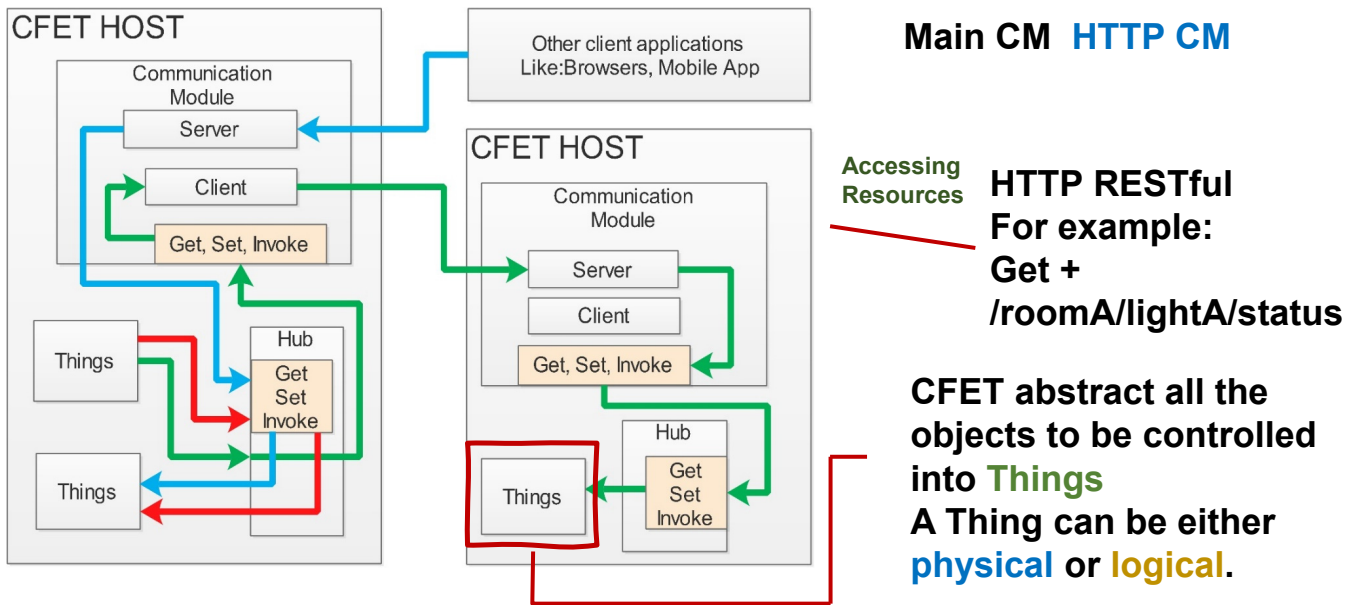 CFET HOST
Communication
Module
Server
Client
Get, Set, Invoke
Things
Hub
Get
Set
Invoke
Things
Other client applications
Like:Browsers, Mobile App
CFET HOST
Communication
Module
Server
Client
Get, Set, Invoke
Hub
Get
Set
Invoke
Things
Main CM HTTP CM
Accessing
Resources
HTTP RESTful
For example:
Get +
/roomA/lightA/status
CFET abstract all the
objects to be controlled
into Things
A Thing can be either
physical or logical.